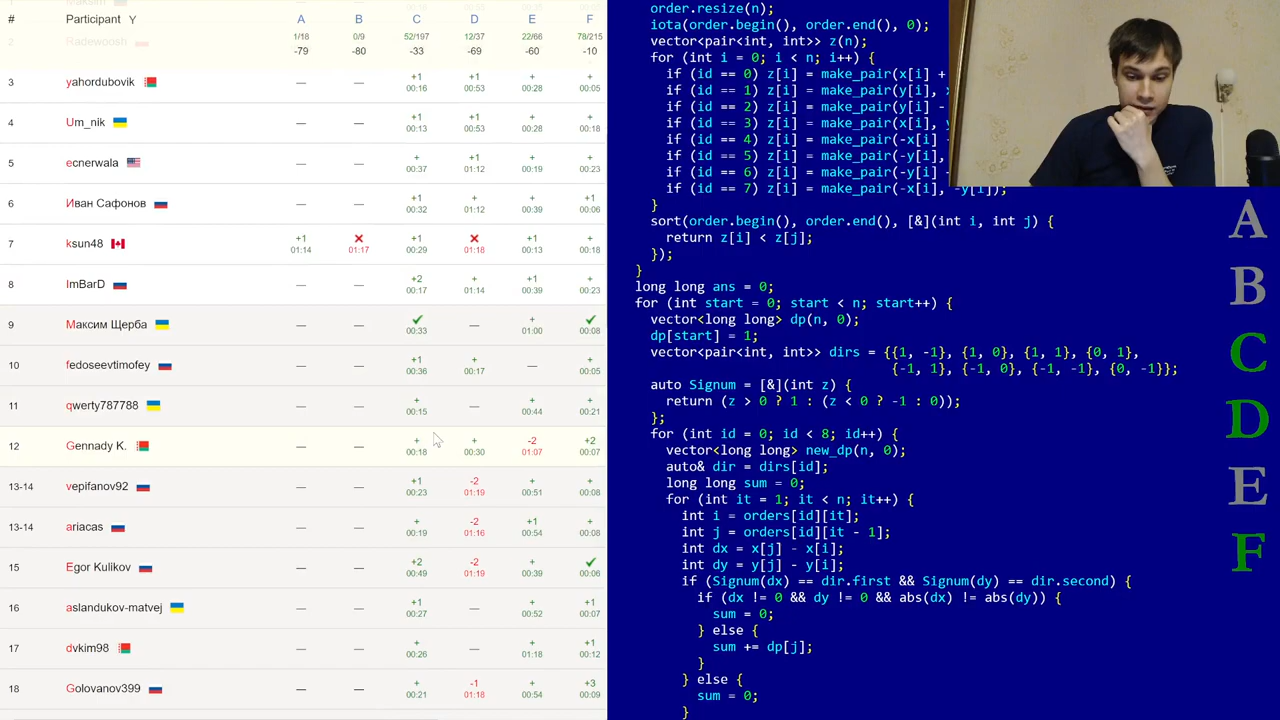 # Participant Y A B C D E F
1/18 0/9 52/197 12/37 22/66 78/215
2 Radewoosh -79 -80 -33 -69 -60 -10
3 yahordubovik — — +1 +1 + +
00:16 00:53 00:28 00:05
4 Um_nik — — + + + +
00:13 00:53 00:28 00:18
5 ecnerwala — — + +1 + +
00:37 01:12 00:19 00:23
6 Иван Сафонов — — + + +1 +
00:32 01:12 00:39 00:06
7 ksun48 +1 ✕ +1 ✕ +1 +
01:14 01:17 00:29 01:18 00:13 00:18
8 ImBarD — — +2 + +1 +
00:17 01:14 00:39 00:23
9 Максим Щерба — — ✓ — + ✓
00:33 01:00 00:08
10 fedoseevtimofey — — +1 + — +
00:36 00:17 00:05
11 qwerty787788 — — + — + +
00:15 00:44 00:21
12 Gennady K. — — + + -2 +2
00:18 00:30 01:07 00:06
13-14 vepifanov92 — — +1 -2 + +
00:23 01:19 00:51 00:08
13-14 ariacas — — + -2 +1 +
00:19 01:16 00:54 00:08
15 Egor Kulikov — — +2 -2 + ✓
00:49 01:19 00:39 00:06
16 aslandukov-matvej — — +1 — + +
00:27 00:52 00:07
17 dvkim98 — — + — + +1
00:26 01:18 00:12
18 Golovanov399 — — + -1 + +3
00:21 01:18 00:54 00:09
order.resize(n);
iota(order.begin(), order.end(), 0);
vector<pair<int, int>> z(n);
for (int i = 0; i < n; i++) {
if (id == 0) z[i] = make_pair(x[i] +
if (id == 1) z[i] = make_pair(y[i],
if (id == 2) z[i] = make_pair(y[i] -
if (id == 3) z[i] = make_pair(x[i],
if (id == 4) z[i] = make_pair(-x[i]
if (id == 5) z[i] = make_pair(-y[i],
if (id == 6) z[i] = make_pair(-y[i]
if (id == 7) z[i] = make_pair(-x[i], -y[i]);
}
sort(order.begin(), order.end(), [&](int i, int j) {
return z[i] < z[j];
});
}
long long ans = 0;
for (int start = 0; start < n; start++) {
vector<long long> dp(n, 0);
dp[start] = 1;
vector<pair<int, int>> dirs = {{1, -1}, {1, 0}, {1, 1}, {0, 1},
{-1, 1}, {-1, 0}, {-1, -1}, {0, -1}};
auto Signum = [&](int z) {
return (z > 0 ? 1 : (z < 0 ? -1 : 0));
};
for (int id = 0; id < 8; id++) {
vector<long long> new_dp(n, 0);
auto& dir = dirs[id];
long long sum = 0;
for (int it = 1; it < n; it++) {
int i = orders[id][it];
int j = orders[id][it - 1];
int dx = x[j] - x[i];
int dy = y[j] - y[i];
if (Signum(dx) == dir.first && Signum(dy) == dir.second) {
if (dx != 0 && dy != 0 && abs(dx) != abs(dy)) {
sum = 0;
} else {
sum += dp[j];
}
} else {
sum = 0;
}
A
B
C
D
E
F